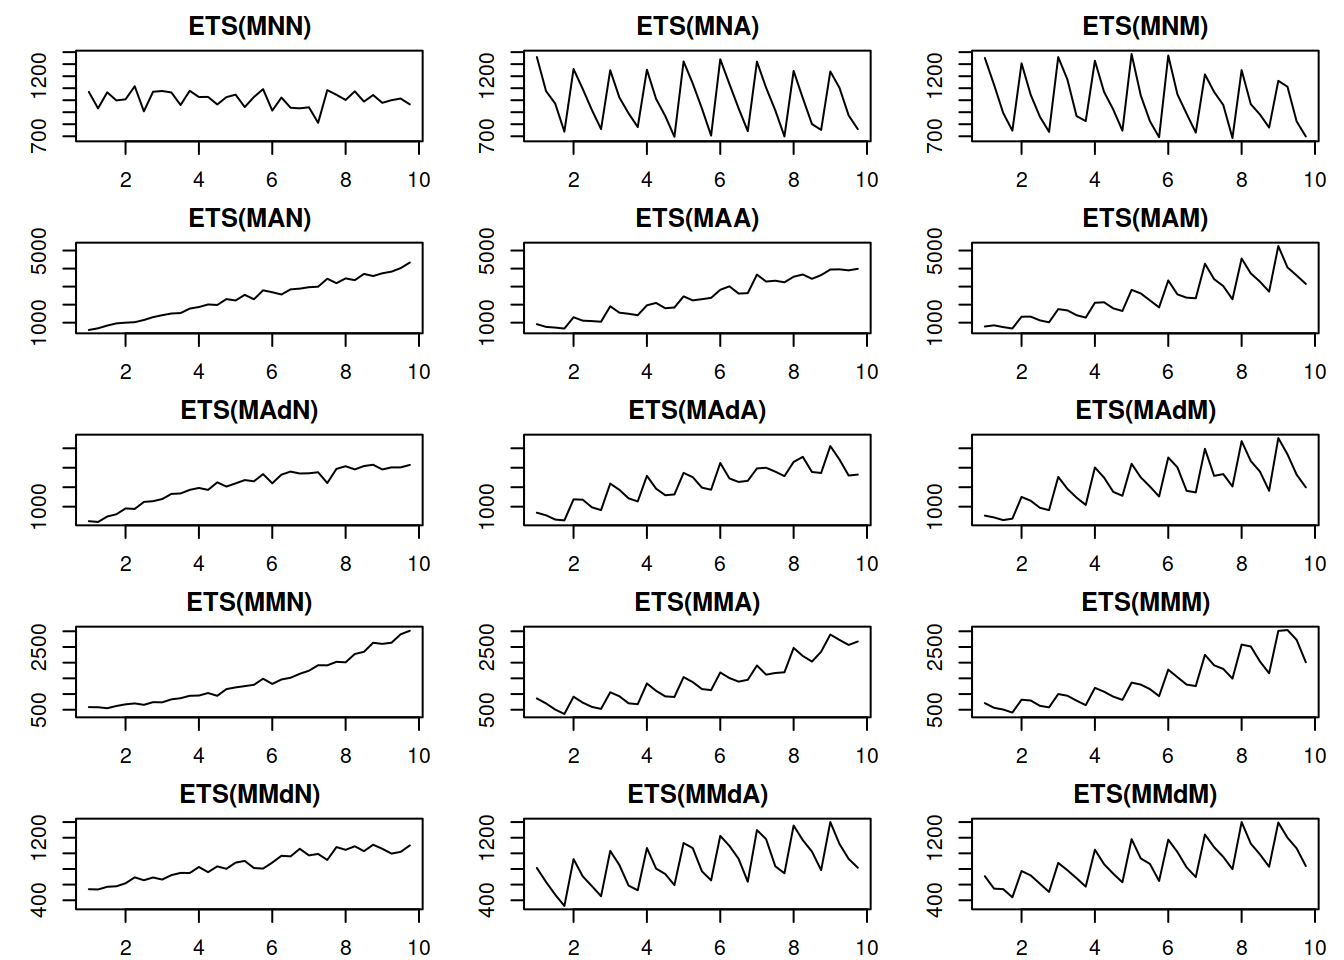 ETS(MNN) ETS(MNA) ETS(MNM)
700 1200 700 1200 700 1200
2 4 6 8 10 2 4 6 8 10 2 4 6 8 10
ETS(MAN) ETS(MAA) ETS(MAM)
1000 5000 1000 5000 1000 5000
2 4 6 8 10 2 4 6 8 10 2 4 6 8 10
ETS(MAdN) ETS(MAdA) ETS(MAdM)
1000 1000 1000
2 4 6 8 10 2 4 6 8 10 2 4 6 8 10
ETS(MMN) ETS(MMA) ETS(MMM)
500 2500 500 2500 500 2500
2 4 6 8 10 2 4 6 8 10 2 4 6 8 10
ETS(MMdN) ETS(MMdA) ETS(MMdM)
400 1200 400 1200 400 1200
2 4 6 8 10 2 4 6 8 10 2 4 6 8 10